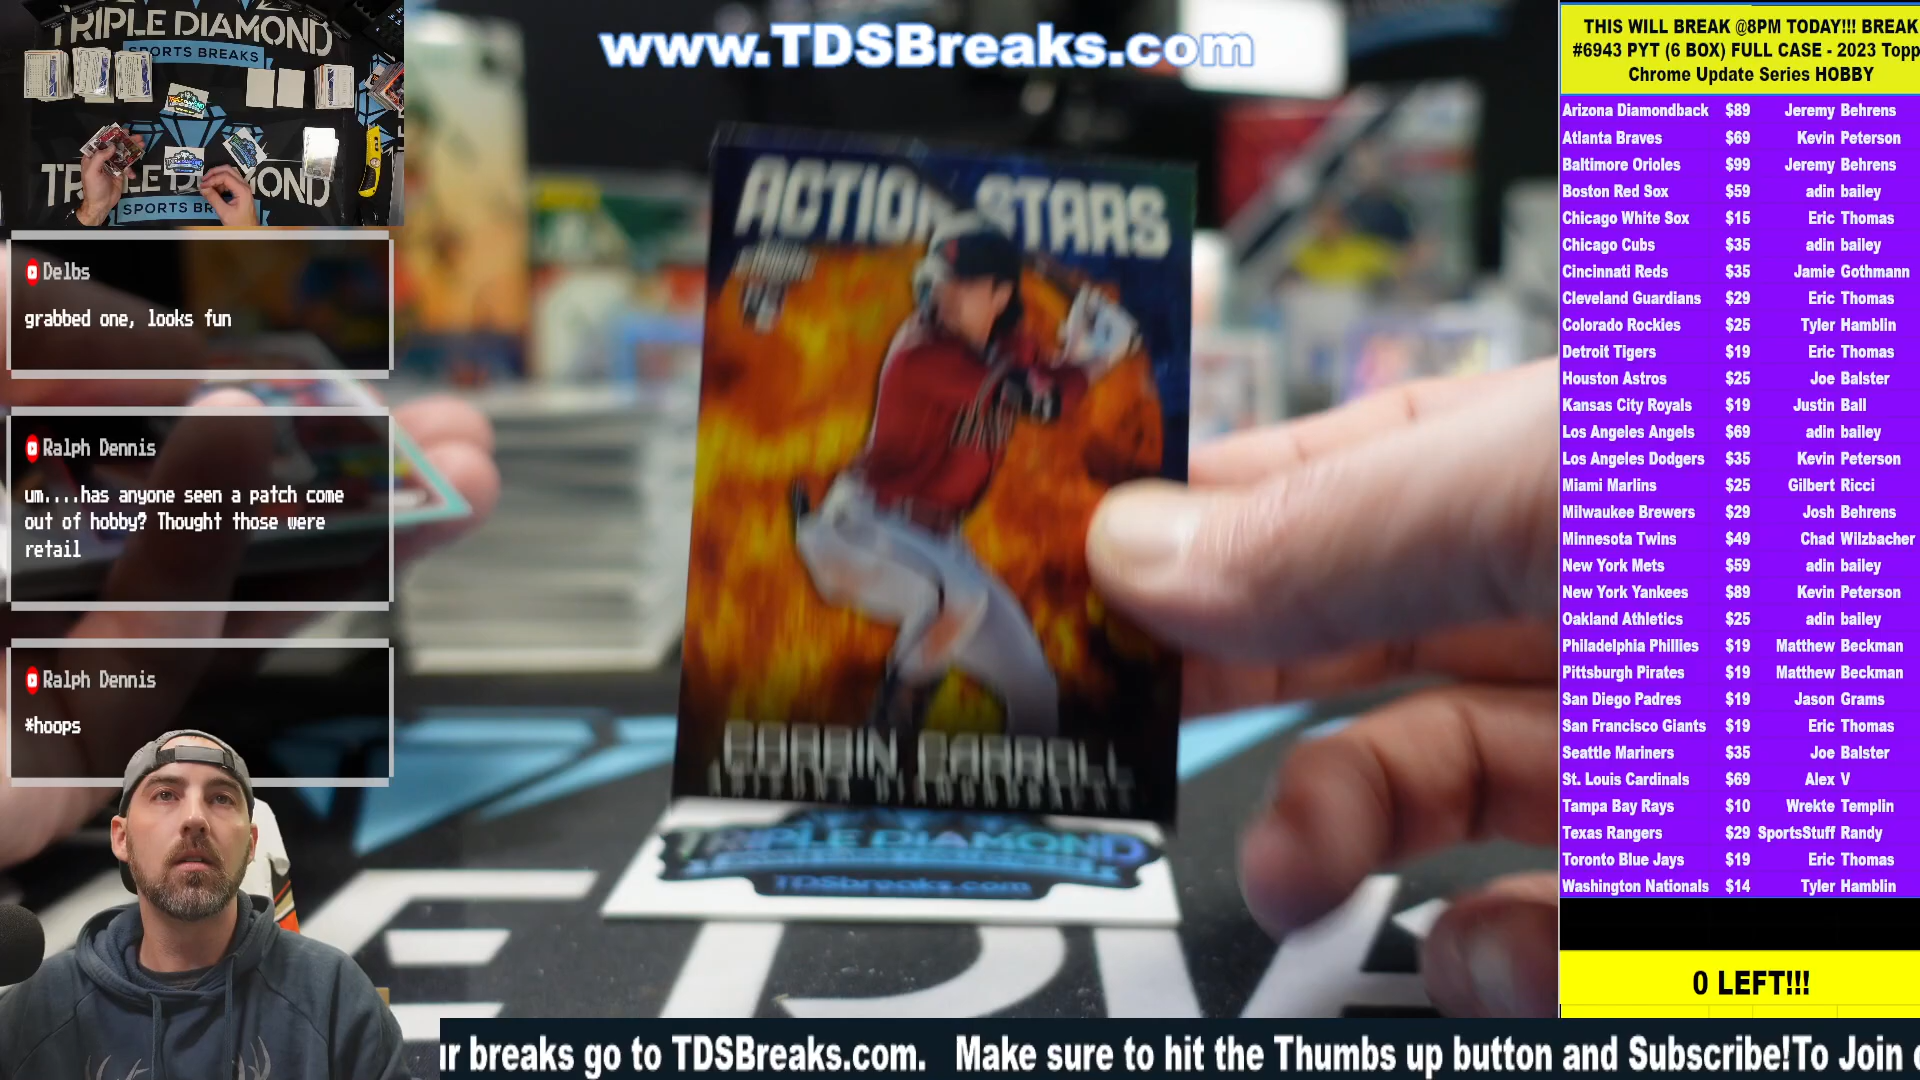 TRIPLE DIAMOND
SPORTS BREAKS
TRIPLE DIAMOND
SPORTS
Delbs
grabbed one, looks fun
Ralph Dennis
um....has anyone seen a patch come
out of hobby? Thought those were
retail
Ralph Dennis
*hoops
www.TDSBreaks.com
ACTION STARS
CORBIN CARROLL
ARIZONA DIAMONDBACKS
TRIPLE DIAMOND
TDSbreaks.com
THIS WILL BREAK @8PM TODAY!!! BREAK
#6943 PYT (6 BOX) FULL CASE - 2023 Topp
Chrome Update Series HOBBY
Arizona Diamondback $89 Jeremy Behrens
Atlanta Braves $69 Kevin Peterson
Baltimore Orioles $99 Jeremy Behrens
Boston Red Sox $59 adin bailey
Chicago White Sox $15 Eric Thomas
Chicago Cubs $35 adin bailey
Cincinnati Reds $35 Jamie Gothmann
Cleveland Guardians $29 Eric Thomas
Colorado Rockies $25 Tyler Hamblin
Detroit Tigers $19 Eric Thomas
Houston Astros $25 Joe Balster
Kansas City Royals $19 Justin Ball
Los Angeles Angels $69 adin bailey
Los Angeles Dodgers $35 Kevin Peterson
Miami Marlins $25 Gilbert Ricci
Milwaukee Brewers $29 Josh Behrens
Minnesota Twins $49 Chad Wilzbacher
New York Mets $59 adin bailey
New York Yankees $89 Kevin Peterson
Oakland Athletics $25 adin bailey
Philadelphia Phillies $19 Matthew Beckman
Pittsburgh Pirates $19 Matthew Beckman
San Diego Padres $19 Jason Grams
San Francisco Giants $19 Eric Thomas
Seattle Mariners $35 Joe Balster
St. Louis Cardinals $69 Alex V
Tampa Bay Rays $10 Wrekte Templin
Texas Rangers $29 SportsStuff Randy
Toronto Blue Jays $19 Eric Thomas
Washington Nationals $14 Tyler Hamblin
0 LEFT!!!
ur breaks go to TDSBreaks.com. Make sure to hit the Thumbs up button and Subscribe!To Join